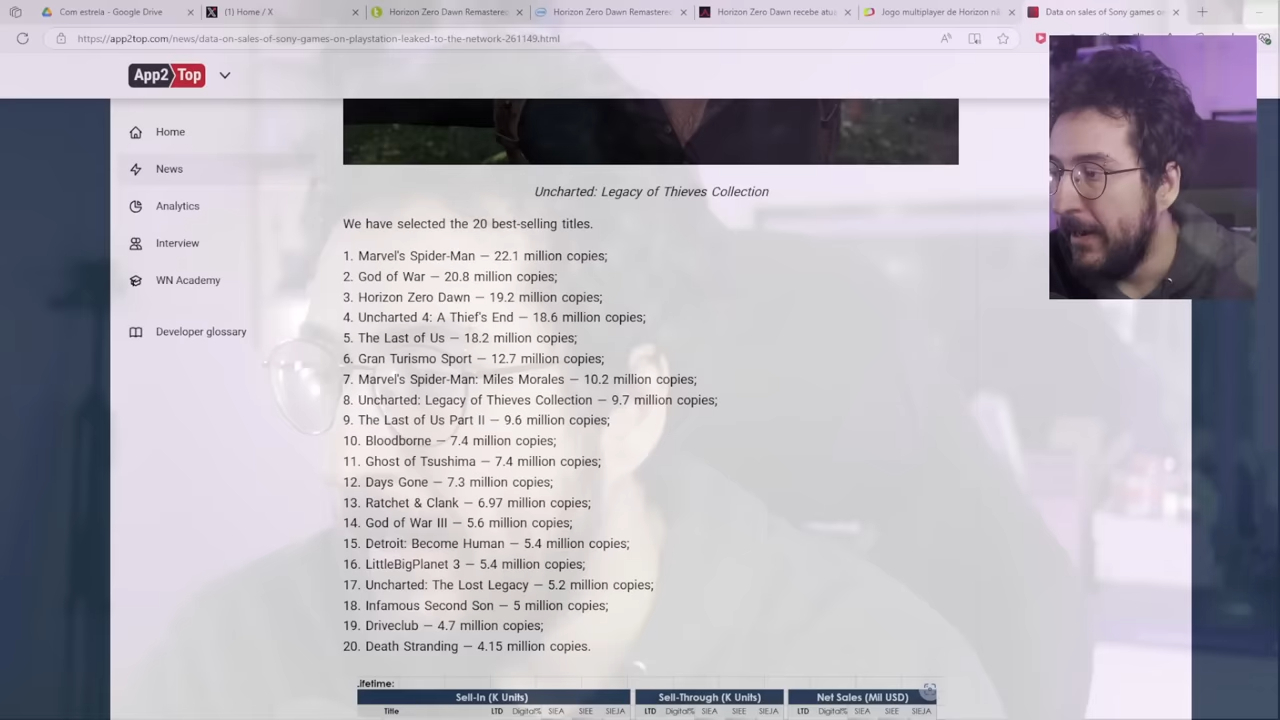 Com estrela - Google Drive
(1) Home / X
Horizon Zero Dawn Remastered
Horizon Zero Dawn Remastered
Horizon Zero Dawn recebe atua
Jogo multiplayer de Horizon nã
Data on sales of Sony games on
https://app2top.com/news/data-on-sales-of-sony-games-on-playstation-leaked-to-the-network-261149.html
App2Top
Home
News
Analytics
Interview
WN Academy
Developer glossary
Uncharted: Legacy of Thieves Collection
We have selected the 20 best-selling titles.
1. Marvel's Spider-Man — 22.1 million copies;
2. God of War — 20.8 million copies;
3. Horizon Zero Dawn — 19.2 million copies;
4. Uncharted 4: A Thief's End — 18.6 million copies;
5. The Last of Us — 18.2 million copies;
6. Gran Turismo Sport — 12.7 million copies;
7. Marvel's Spider-Man: Miles Morales — 10.2 million copies;
8. Uncharted: Legacy of Thieves Collection — 9.7 million copies;
9. The Last of Us Part II — 9.6 million copies;
10. Bloodborne — 7.4 million copies;
11. Ghost of Tsushima — 7.4 million copies;
12. Days Gone — 7.3 million copies;
13. Ratchet & Clank — 6.97 million copies;
14. God of War III — 5.6 million copies;
15. Detroit: Become Human — 5.4 million copies;
16. LittleBigPlanet 3 — 5.4 million copies;
17. Uncharted: The Lost Legacy — 5.2 million copies;
18. Infamous Second Son — 5 million copies;
19. Driveclub — 4.7 million copies;
20. Death Stranding — 4.15 million copies.
Lifetime:
Sell-In (K Units) Sell-Through (K Units) Net Sales (Mil USD)
Title LTD Digital% SIEA SIEE SIEJA LTD Digital% SIEA SIEE SIEJA LTD Digital% SIEA SIEE SIEJA